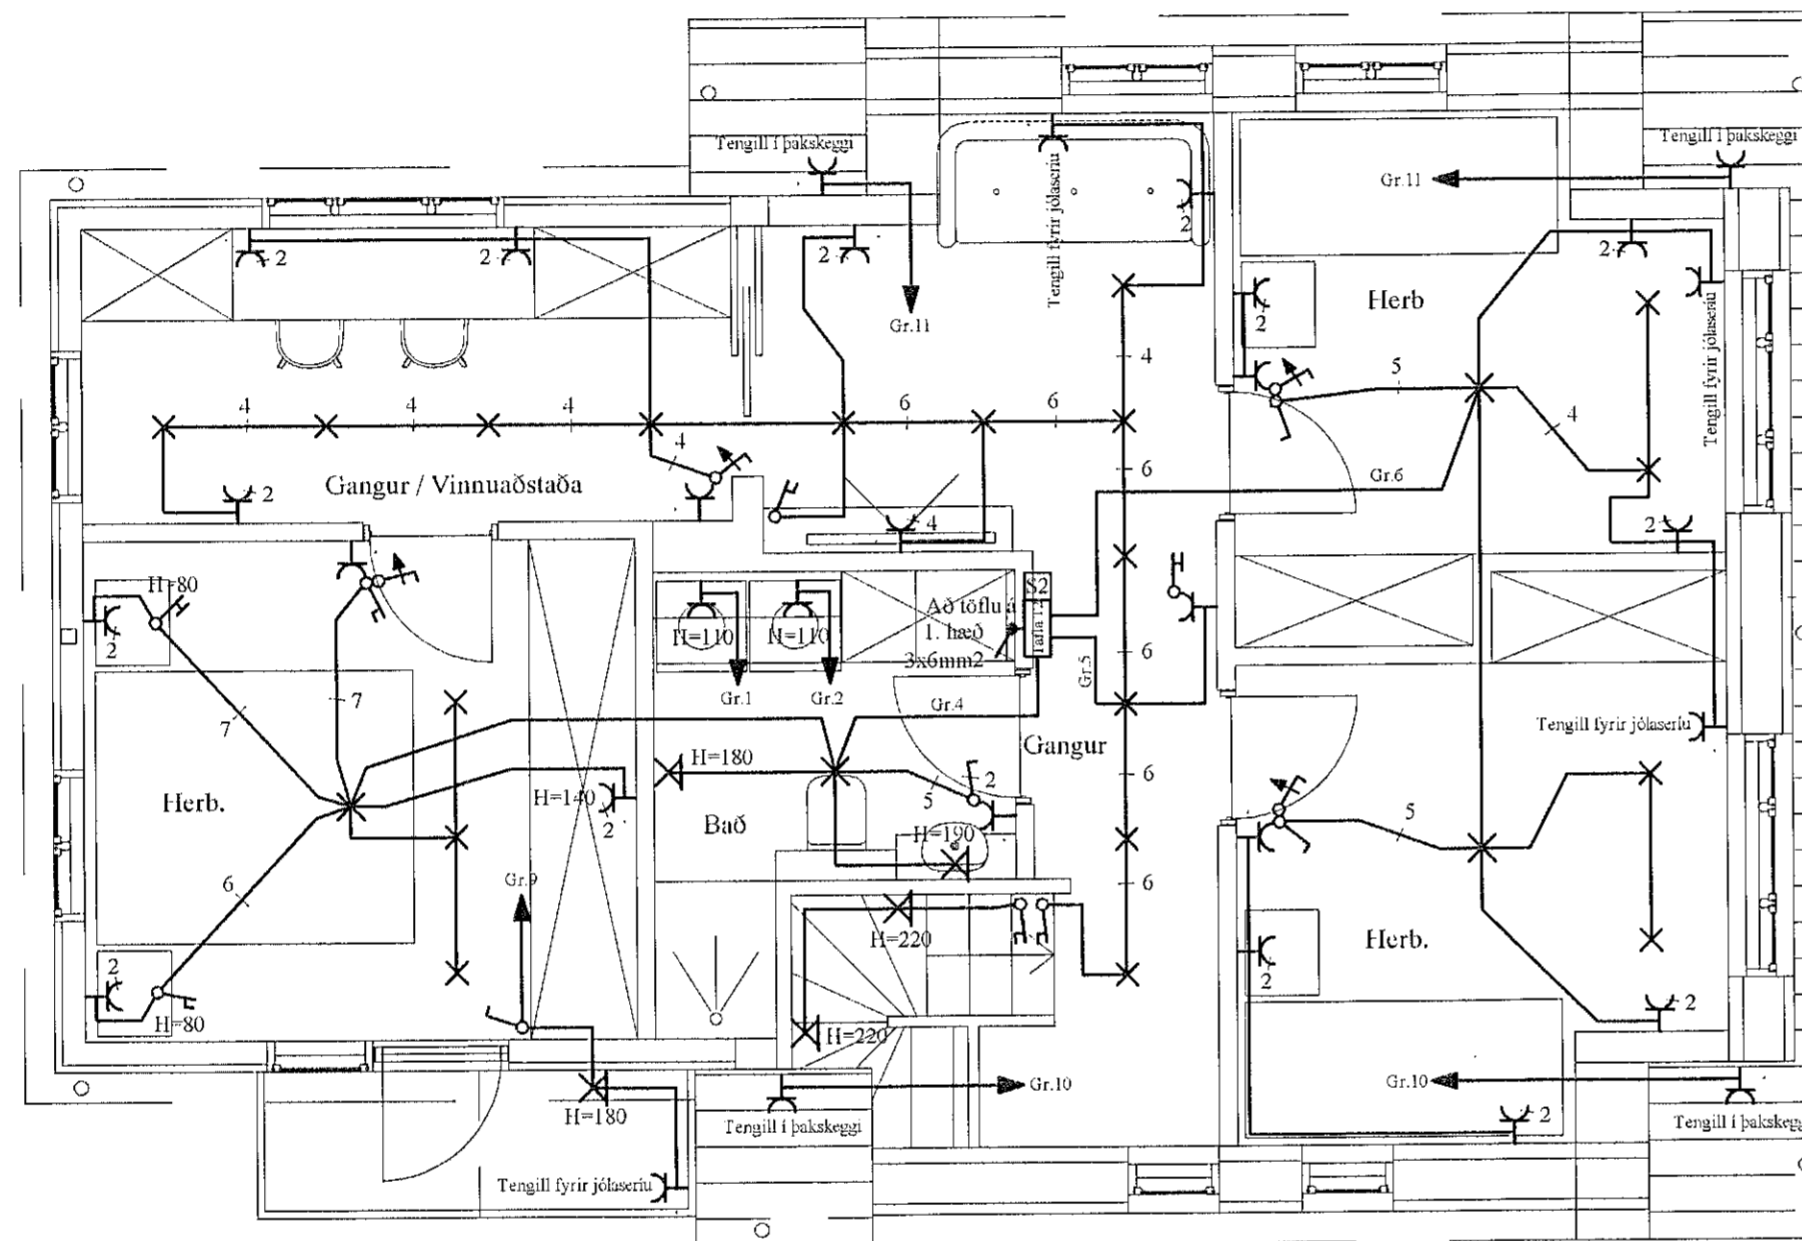 Tengill í þakskeggi
Tengill í þakskeggi
Gr.11
Tengill fyrir jólaseríu
2
2
2
2
2
Gr.11
Herb
2
Tengill fyrir jólaseríu
4
5
4
4
4
4
6
6
4
Gr.6
6
Gangur / Vinnuaðstaða
2
4
2
H=80
2
S2
Að töflu á
1. hæð
3x6mm2
Tafla 12
H=110
H=110
6
Gr.5
7
7
Gr.1
Gr.2
Gr.4
Gangur
Tengill fyrir jólaseríu
H=180
6
5
2
Herb.
H=140
2
Bað
H=190
5
6
Gr.9
6
H=220
Herb.
2
2
H=80
2
H=220
Gr.10
Gr.10
H=180
Tengill í þakskeggi
2
Tengill í þakskegg
Tengill fyrir jólaseríu